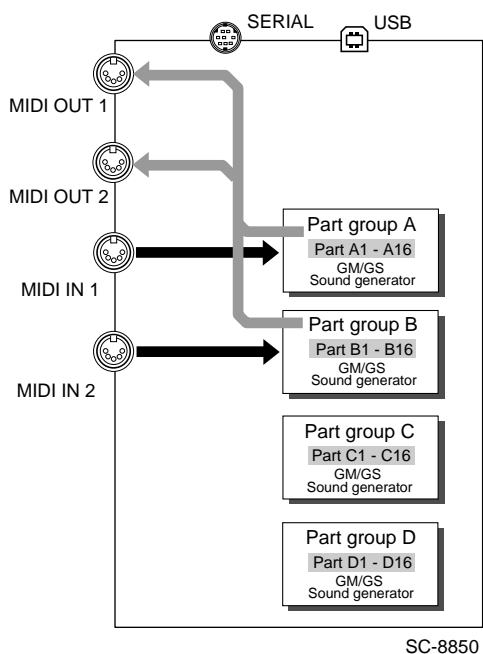 SERIAL
USB
MIDI OUT 1
MIDI OUT 2
MIDI IN 1
MIDI IN 2
Part group A
Part A1 - A16
GM/GS
Sound generator
Part group B
Part B1 - B16
GM/GS
Sound generator
Part group C
Part C1 - C16
GM/GS
Sound generator
Part group D
Part D1 - D16
GM/GS
Sound generator
SC-8850